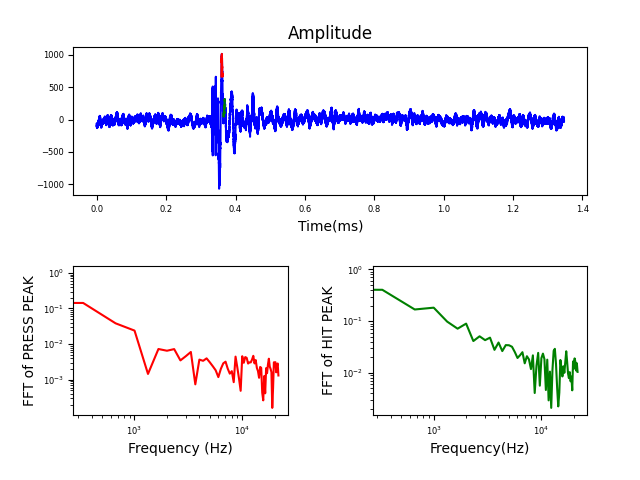 Amplitude
1000
500
0
−500
−1000
0.0 0.2 0.4 0.6 0.8 1.0 1.2 1.4
Time(ms)
FFT of PRESS PEAK
10⁰
10⁻¹
10⁻²
10⁻³
10³ 10⁴
Frequency (Hz)
FFT of HIT PEAK
10⁰
10⁻¹
10⁻²
10³ 10⁴
Frequency(Hz)